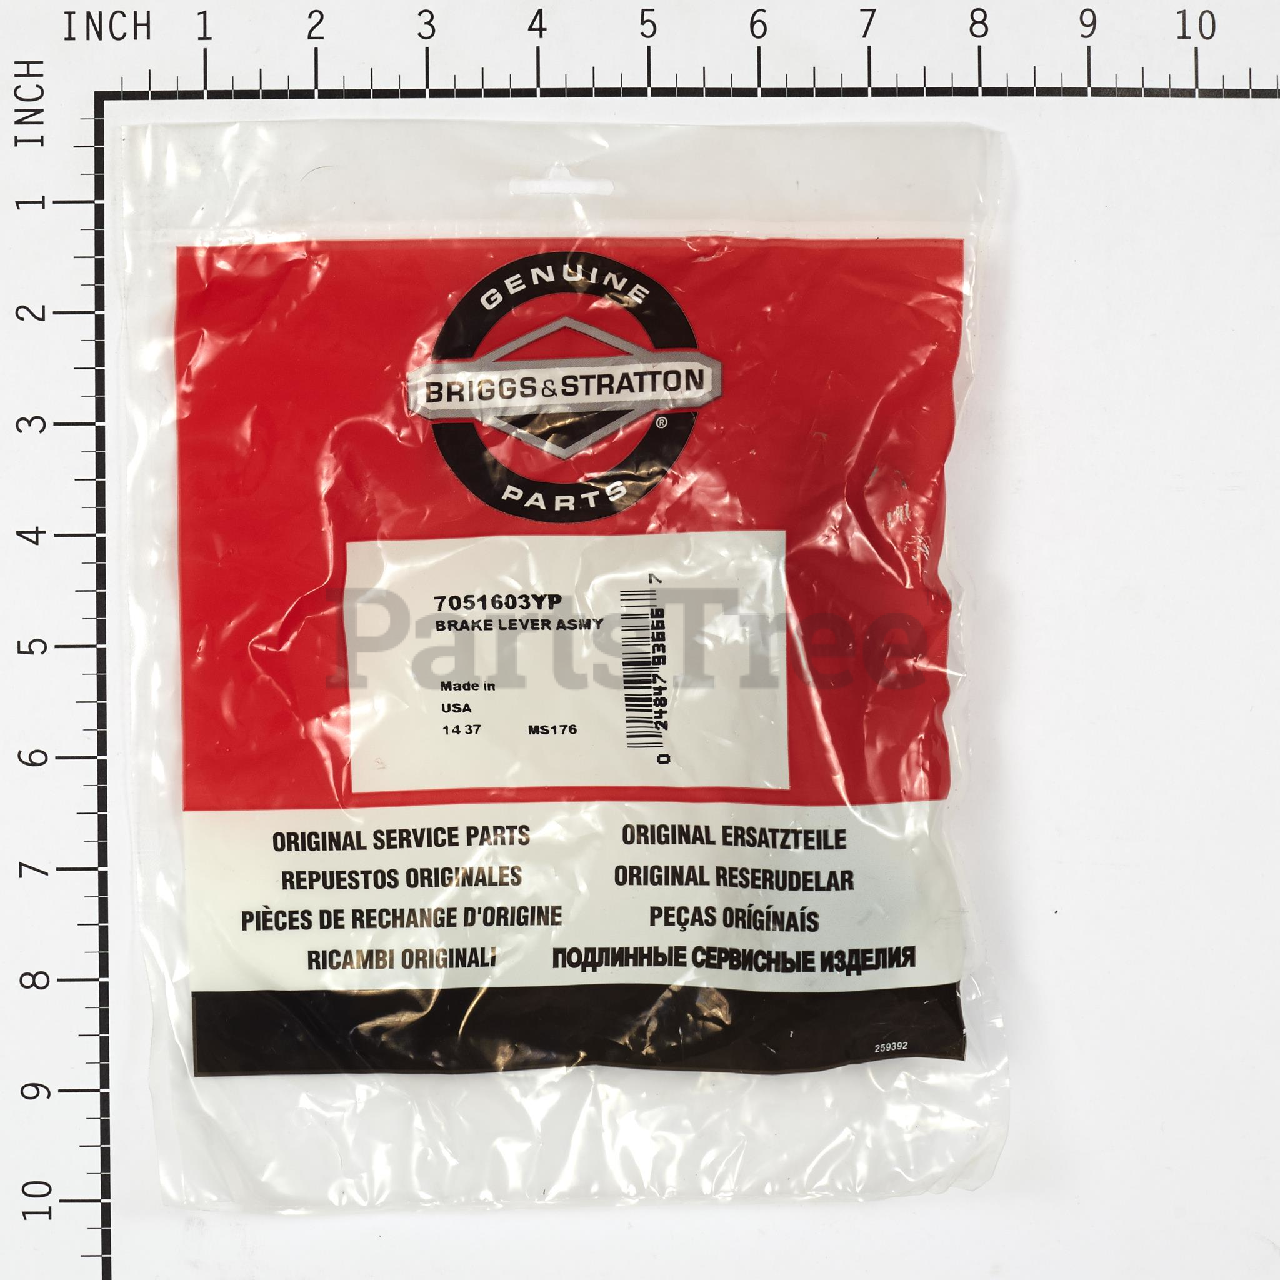 INCH 1 2 3 4 5 6 7 8 9 10
INCH 1 2 3 4 5 6 7 8 9 10
GENUINE
BRIGGS&STRATTON
®
PARTS
7051603YP
BRAKE LEVER ASMY
Made in
USA
14 37 MS176
0 24847 93666 7
PartsTree
ORIGINAL SERVICE PARTS
ORIGINAL ERSATZTEILE
REPUESTOS ORIGINALES
ORIGINAL RESERUDELAR
PIÈCES DE RECHANGE D'ORIGINE
PEÇAS ORÍGÍNAÍS
RICAMBI ORIGINALI
ПОДЛИННЫЕ СЕРВИСНЫЕ ИЗДЕЛИЯ
259392